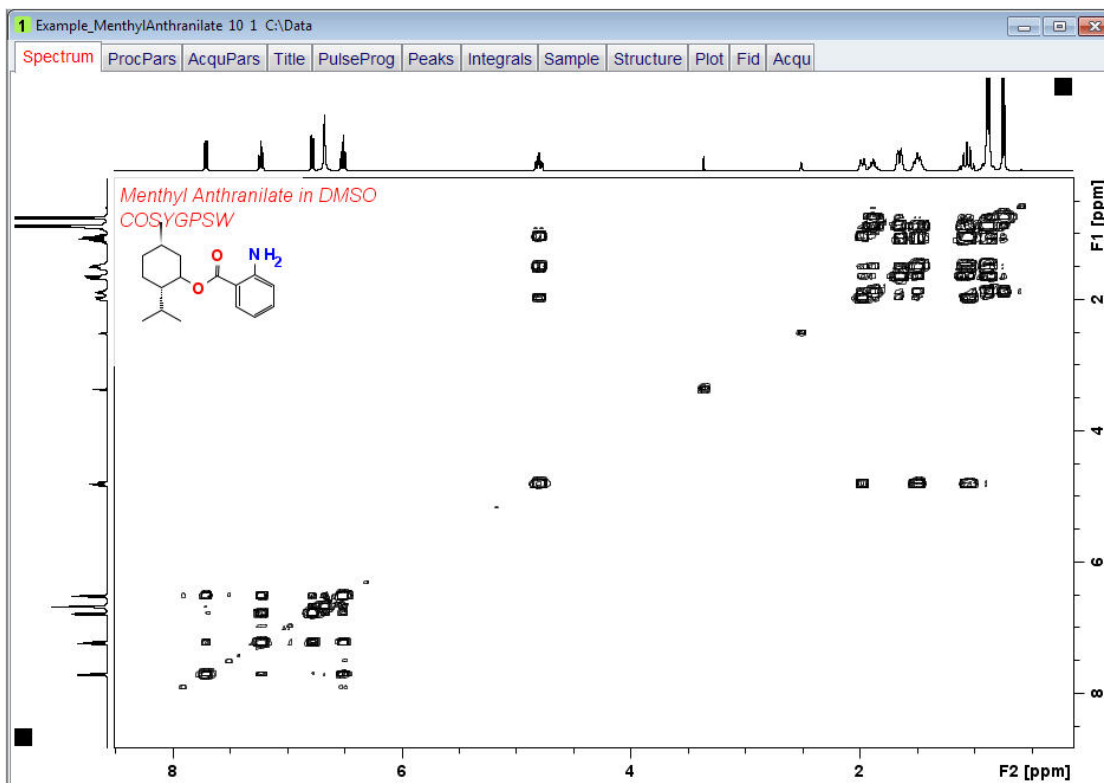 1 Example_MenthylAnthranilate 10 1 C:\Data
Spectrum ProcPars AcquPars Title PulseProg Peaks Integrals Sample Structure Plot Fid Acqu
Menthyl Anthranilate in DMSO
COSYGPSW
O
NH2
O
F1 [ppm]
2
4
6
8
8 6 4 2 F2 [ppm]